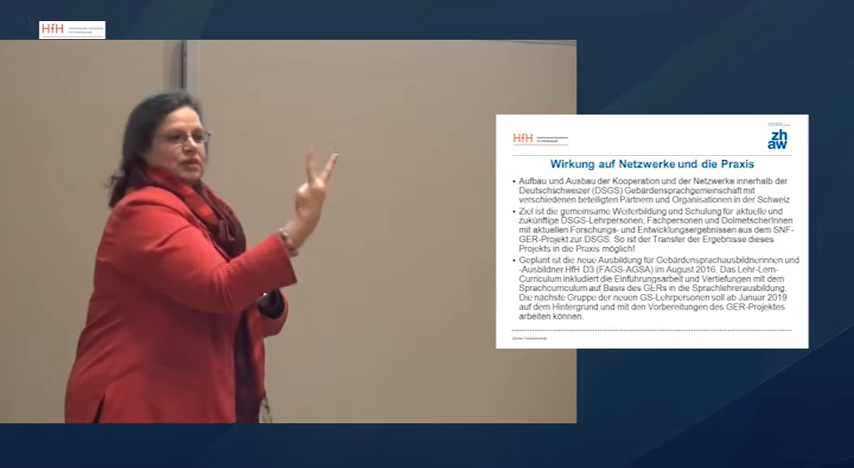 HfH
HfH
zh
aw
Wirkung auf Netzwerke und die Praxis
• Aufbau und Ausbau der Kooperation und der Netzwerke innerhalb der
Deutschschweizer (DSGS) Gebärdensprachgemeinschaft mit
verschiedenen beteiligten Partnern und Organisationen in der Schweiz
• Ziel ist die gemeinsame Weiterbildung und Schulung für aktuelle und
zukünftige DSGS-Lehrpersonen, Fachpersonen und DolmetscherInnen
mit aktuellen Forschungs- und Entwicklungsergebnissen aus dem SNF-
GER-Projekt zur DSGS. So ist der Transfer der Ergebnisse dieses
Projekts in die Praxis möglich!
• Geplant ist die neue Ausbildung für Gebärdensprachausbildnerinnen und
-Ausbildner HfH D3 (FAGS-AGSA) im August 2016. Das Lehr-Lern-
Curriculum inkludiert die Einführungsarbeit und Vertiefungen mit dem
Sprachcurriculum auf Basis des GERs in die Sprachlehrerausbildung.
Die nächste Gruppe der neuen GS-Lehrpersonen soll ab Januar 2019
auf dem Hintergrund und mit den Vorbereitungen des GER-Projektes
arbeiten können.